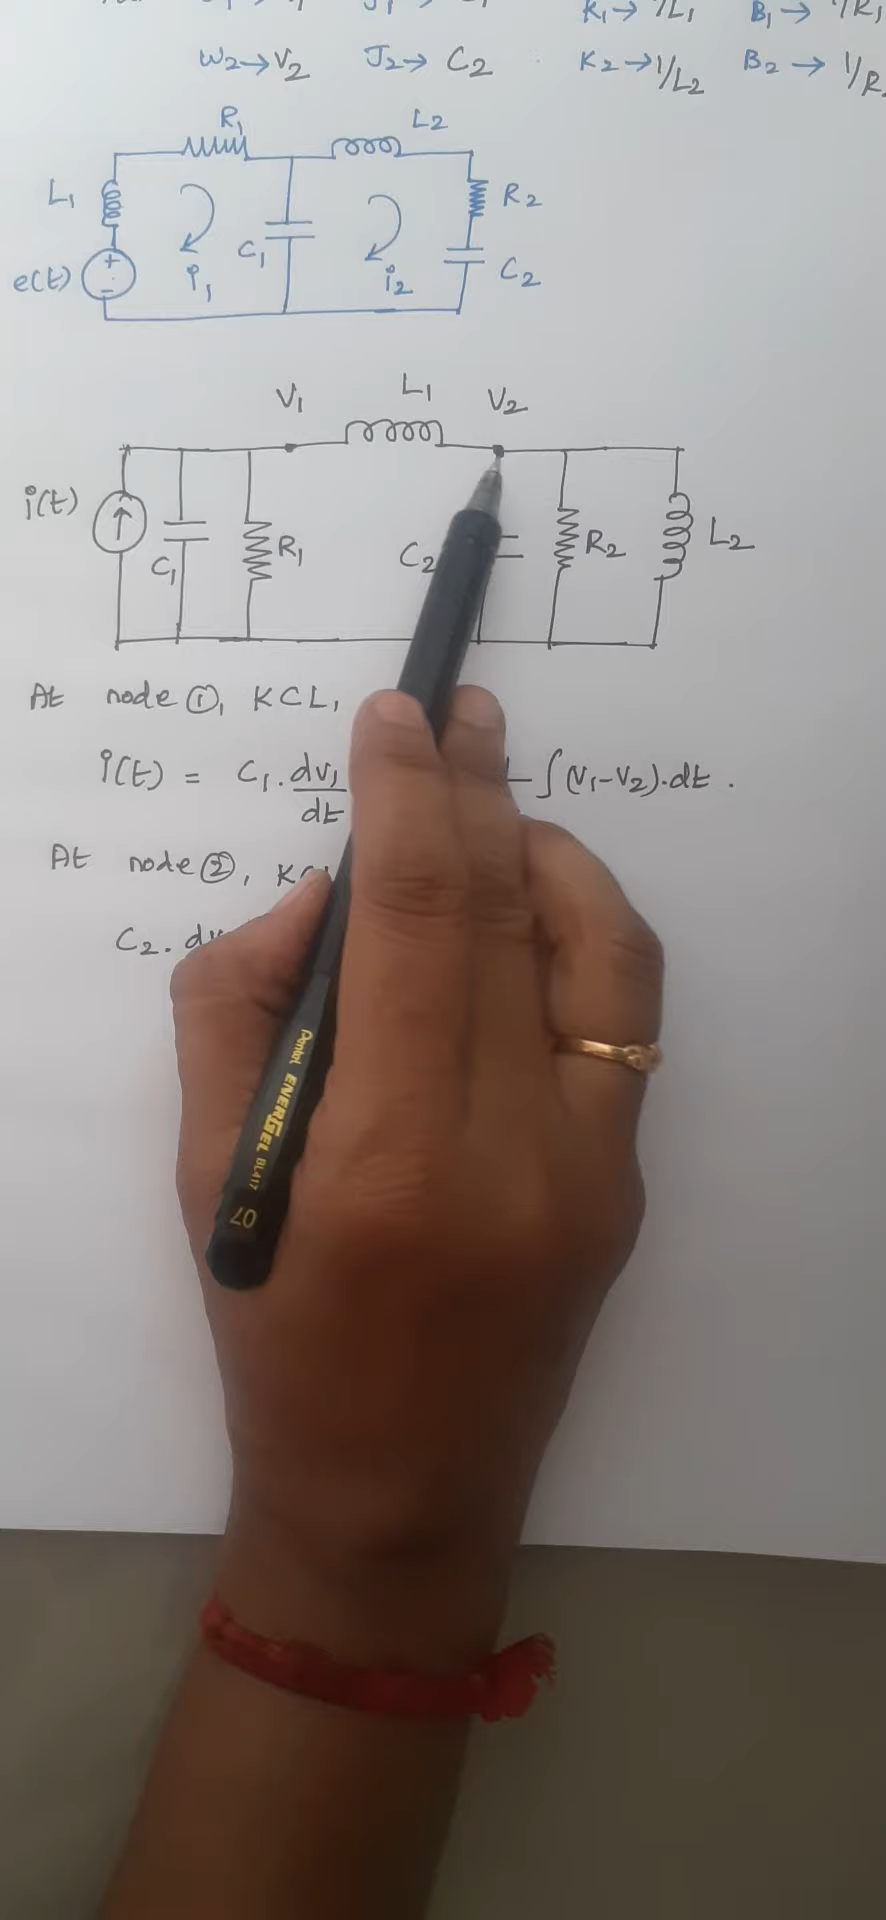 K₁→ 1/L₁ B₁→ 1/R₁
ω₂→V₂ J₂→ C₂ K₂→1/L₂ B₂→ 1/R
R₁ L₂
L₁ R₂
e(t) + - i₁ C₁ i₂ C₂
V₁ L₁ V₂
i(t) C₁ R₁ C₂ R₂ L₂
At node ①, KCL,
i(t) = C₁.dv₁/dt ∫(v₁-v₂).dt .
At node ②,
C₂.
Pentel ENERGEL BL417
07